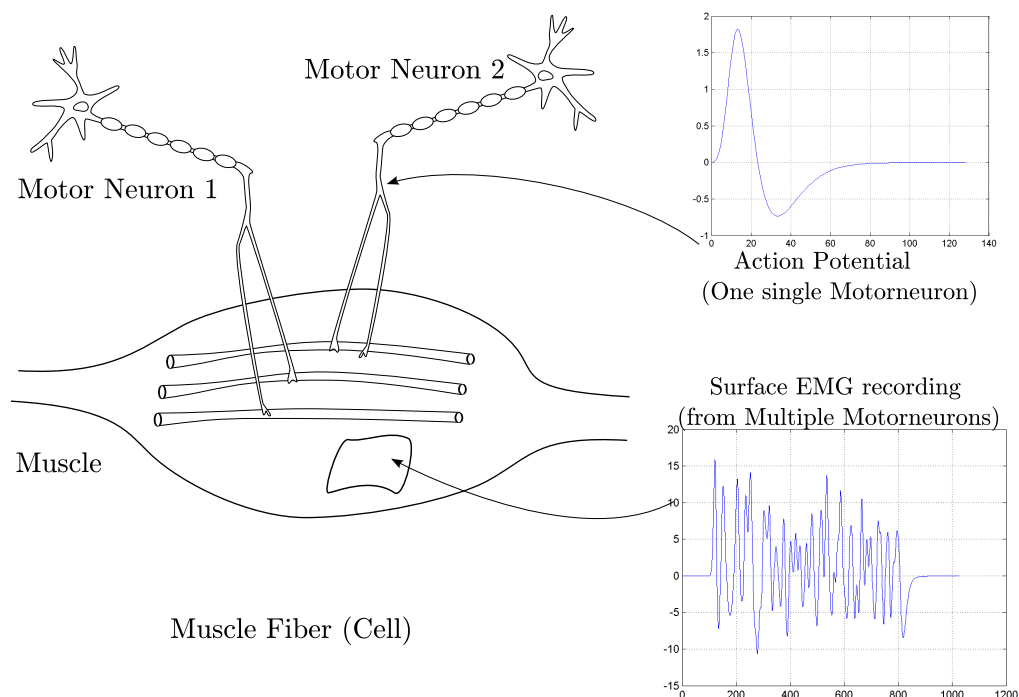 Motor Neuron 1
Motor Neuron 2
2
1.5
1
0.5
0
-0.5
-1
0 20 40 60 80 100 120 140
Action Potential
(One single Motorneuron)
Muscle
Surface EMG recording
(from Multiple Motorneurons)
20
15
10
5
0
-5
-10
-15
0 200 400 600 800 1000 1200
Muscle Fiber (Cell)